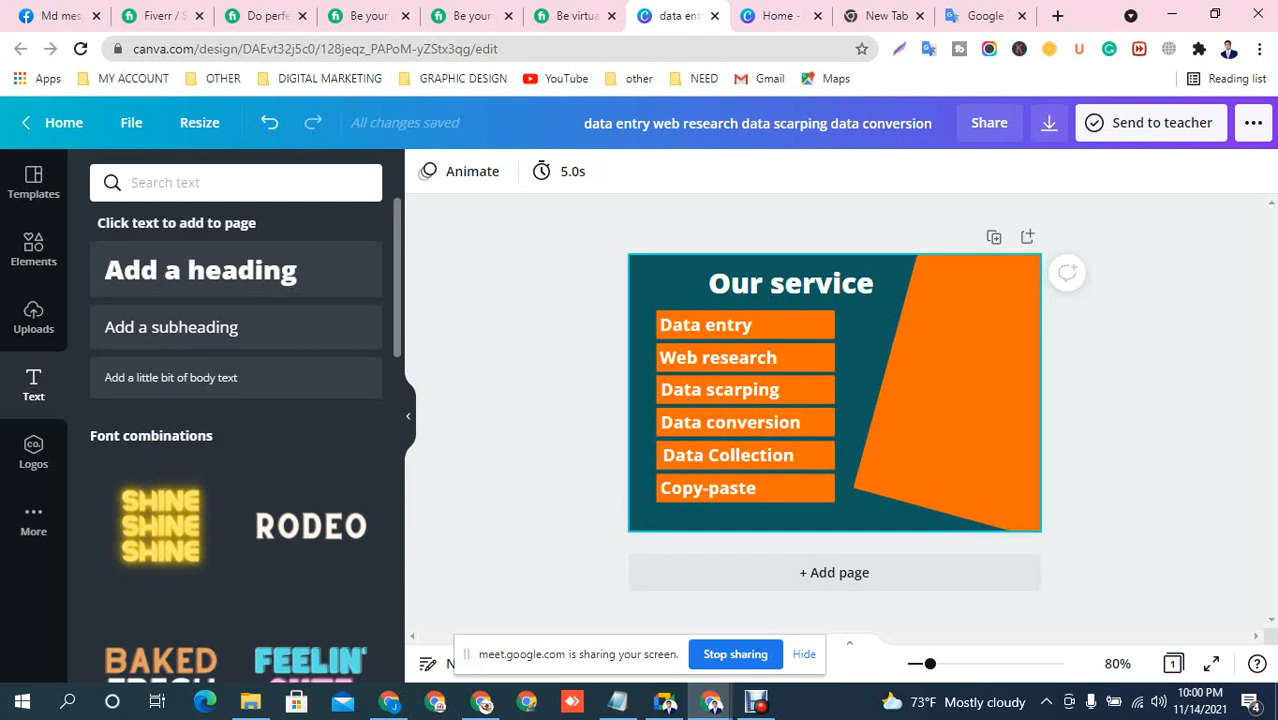 Md mes
Fiverr / S
Do perfe
Be your
Be your
Be virtua
data entr
Home -
New Tab
Google
canva.com/design/DAEvt32j5c0/128jeqz_PAPoM-yZStx3qg/edit
Apps
MY ACCOUNT
OTHER
DIGITAL MARKETING
GRAPHIC DESIGN
YouTube
other
NEED
Gmail
Maps
Reading list
Home
File
Resize
All changes saved
data entry web research data scarping data conversion
Share
Send to teacher
Templates
Elements
Uploads
Text
Logos
More
Search text
Click text to add to page
Add a heading
Add a subheading
Add a little bit of body text
Font combinations
SHINE
SHINE
SHINE
RODEO
BAKED
FEELIN'
Animate
5.0s
Our service
Data entry
Web research
Data scarping
Data conversion
Data Collection
Copy-paste
+ Add page
meet.google.com is sharing your screen.
Stop sharing
Hide
80%
1
73°F Mostly cloudy
10:00 PM
11/14/2021
4